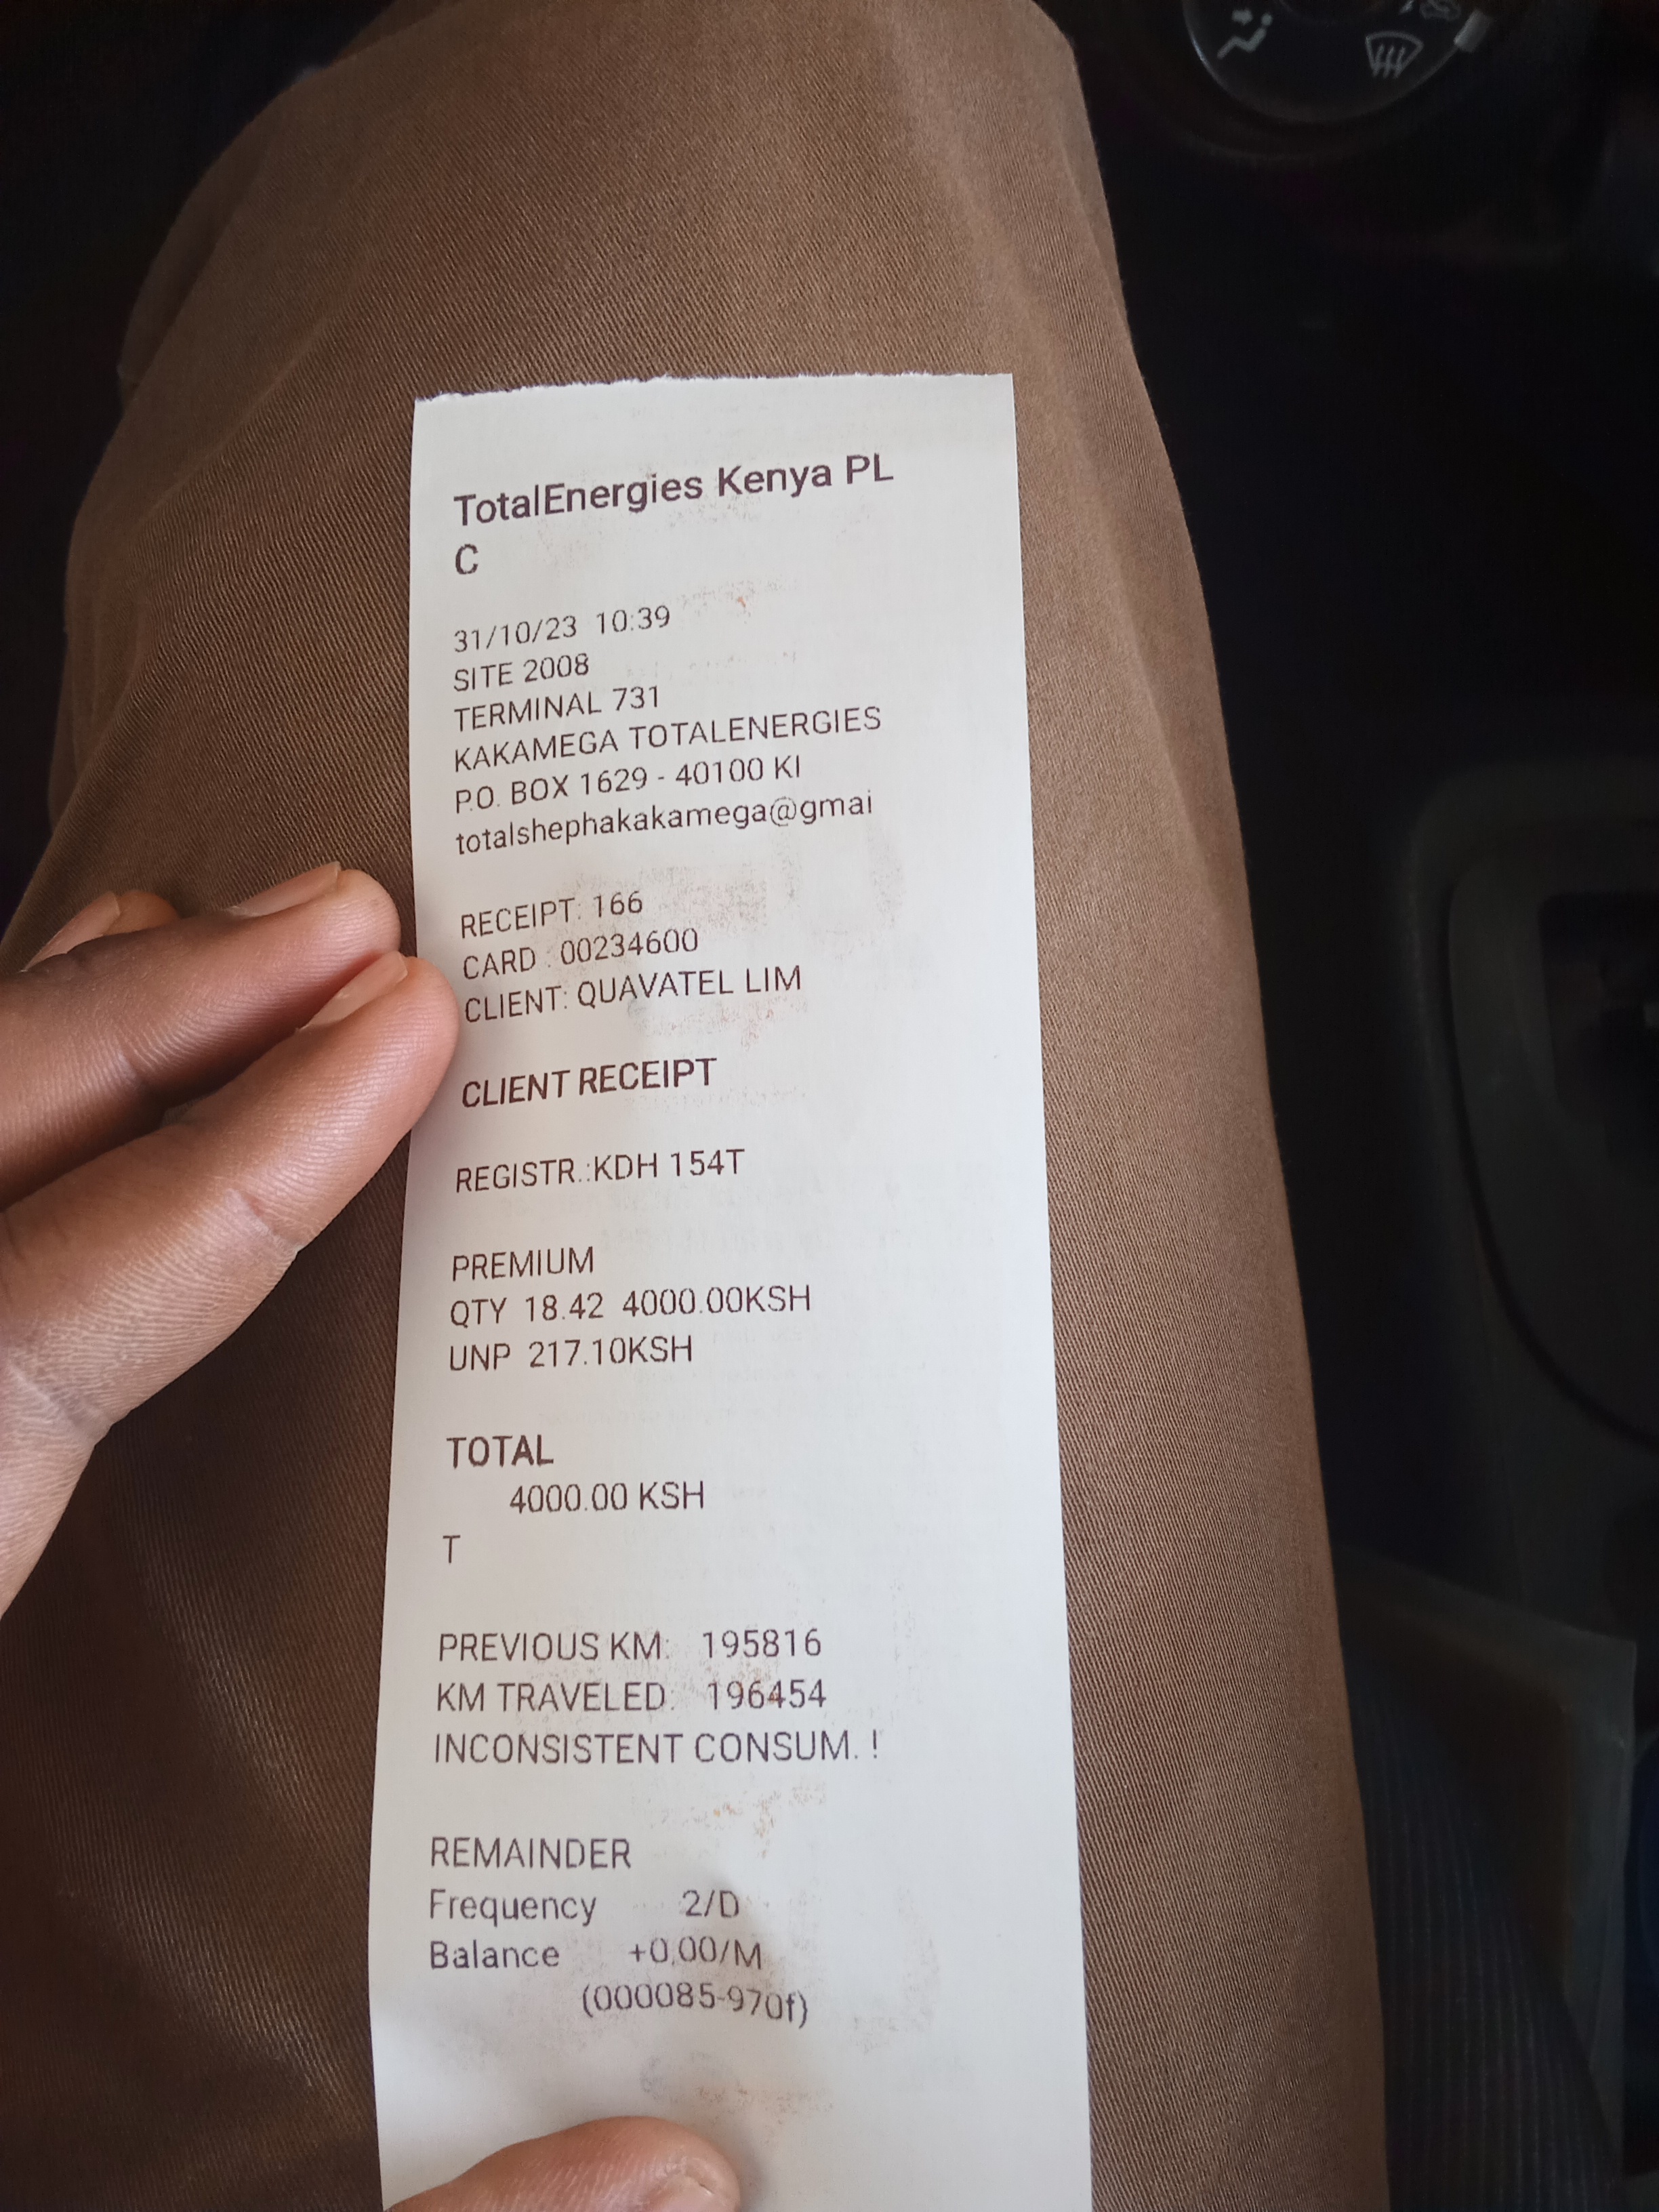 TotalEnergies Kenya PL
C
31/10/23 10:39
SITE 2008
TERMINAL 731
KAKAMEGA TOTALENERGIES
P.O. BOX 1629 - 40100 KI
totalshephakakamega@gmai
RECEIPT: 166
CARD : 00234600
CLIENT: QUAVATEL LIM
CLIENT RECEIPT
REGISTR.:KDH 154T
PREMIUM
QTY 18.42 4000.00KSH
UNP 217.10KSH
TOTAL
4000.00 KSH
T
PREVIOUS KM: 195816
KM TRAVELED: 196454
INCONSISTENT CONSUM. !
REMAINDER
Frequency 2/D
Balance +0.00/M
(000085-970f)